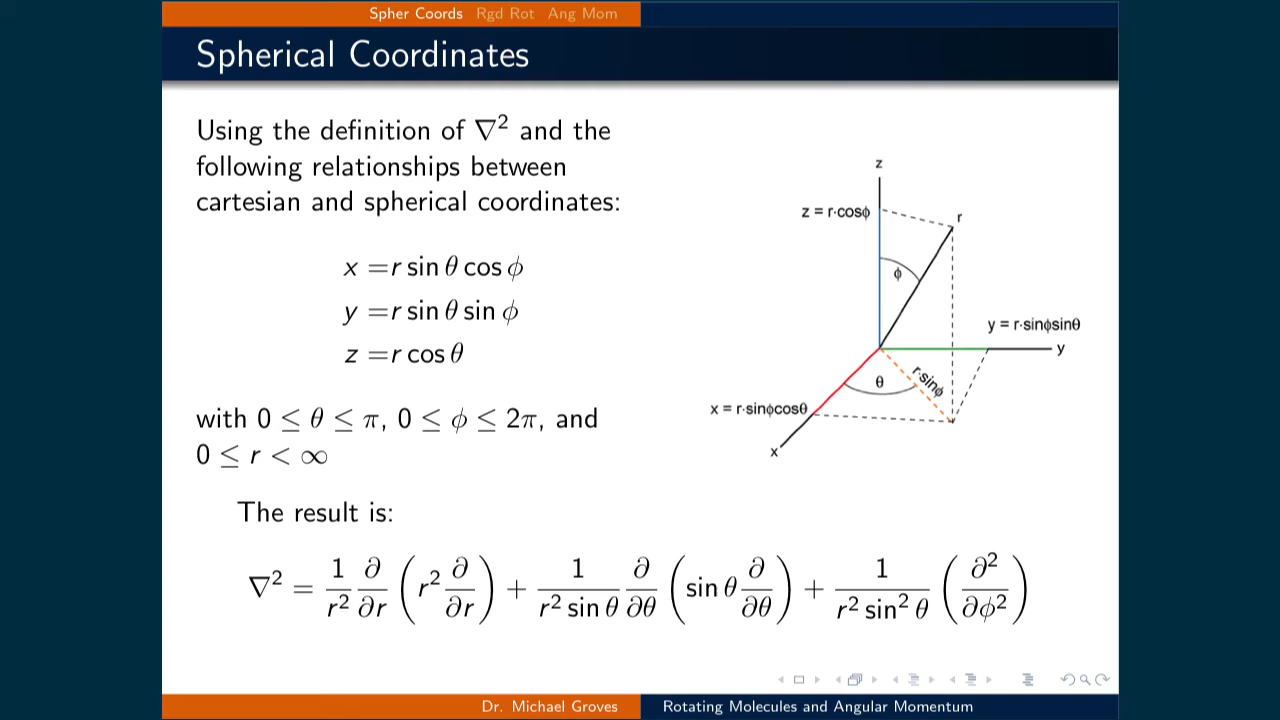 Spher Coords Rgd Rot Ang Mom
Spherical Coordinates
Using the definition of ∇² and the
following relationships between
cartesian and spherical coordinates:
x =r sin θ cos ϕ
y =r sin θ sin ϕ
z =r cos θ
with 0 ≤ θ ≤ π, 0 ≤ ϕ ≤ 2π, and
0 ≤ r < ∞
z
z = r·cosϕ
r
ϕ
y = r·sinϕsinθ
y
θ
r·sinϕ
x = r·sinϕcosθ
x
The result is:
∇² = 1/r² ∂/∂r (r² ∂/∂r) + 1/(r² sin θ) ∂/∂θ (sin θ ∂/∂θ) + 1/(r² sin² θ) (∂²/∂ϕ²)
Dr. Michael Groves Rotating Molecules and Angular Momentum